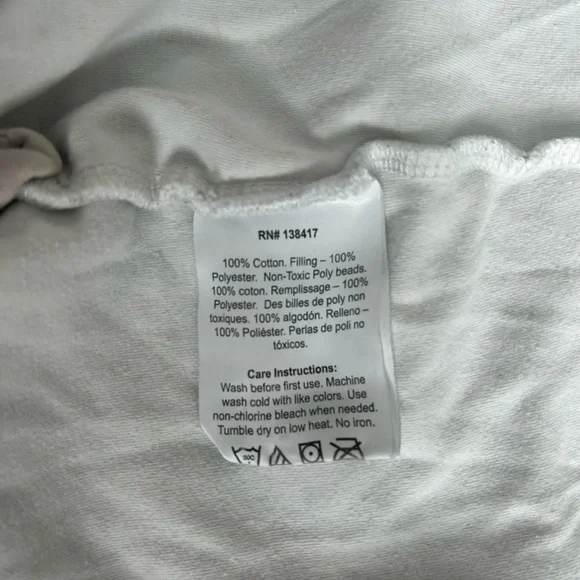 RN# 138417
100% Cotton. Filling – 100%
Polyester. Non-Toxic Poly beads.
100% coton. Remplissage – 100%
Polyester. Des billes de poly non
toxiques. 100% algodón. Relleno –
100% Poliéster. Perlas de poli no
tóxicos.
Care Instructions:
Wash before first use. Machine
wash cold with like colors. Use
non-chlorine bleach when needed.
Tumble dry on low heat. No iron.
30C